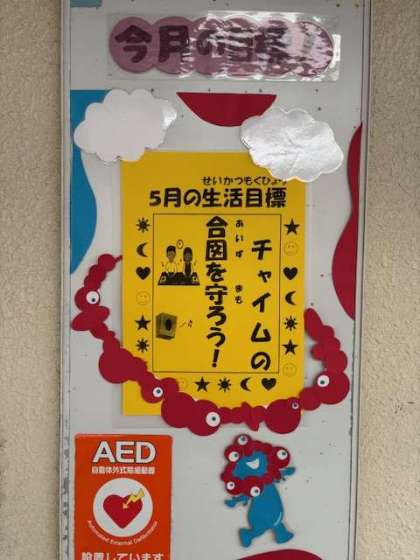 今月の目標！
せいかつもくひょう
5月の生活目標
チャイムの
あいず まも
合図を守ろう！
AED
自動体外式除細動器
Automated External Defibrillator
設置しています